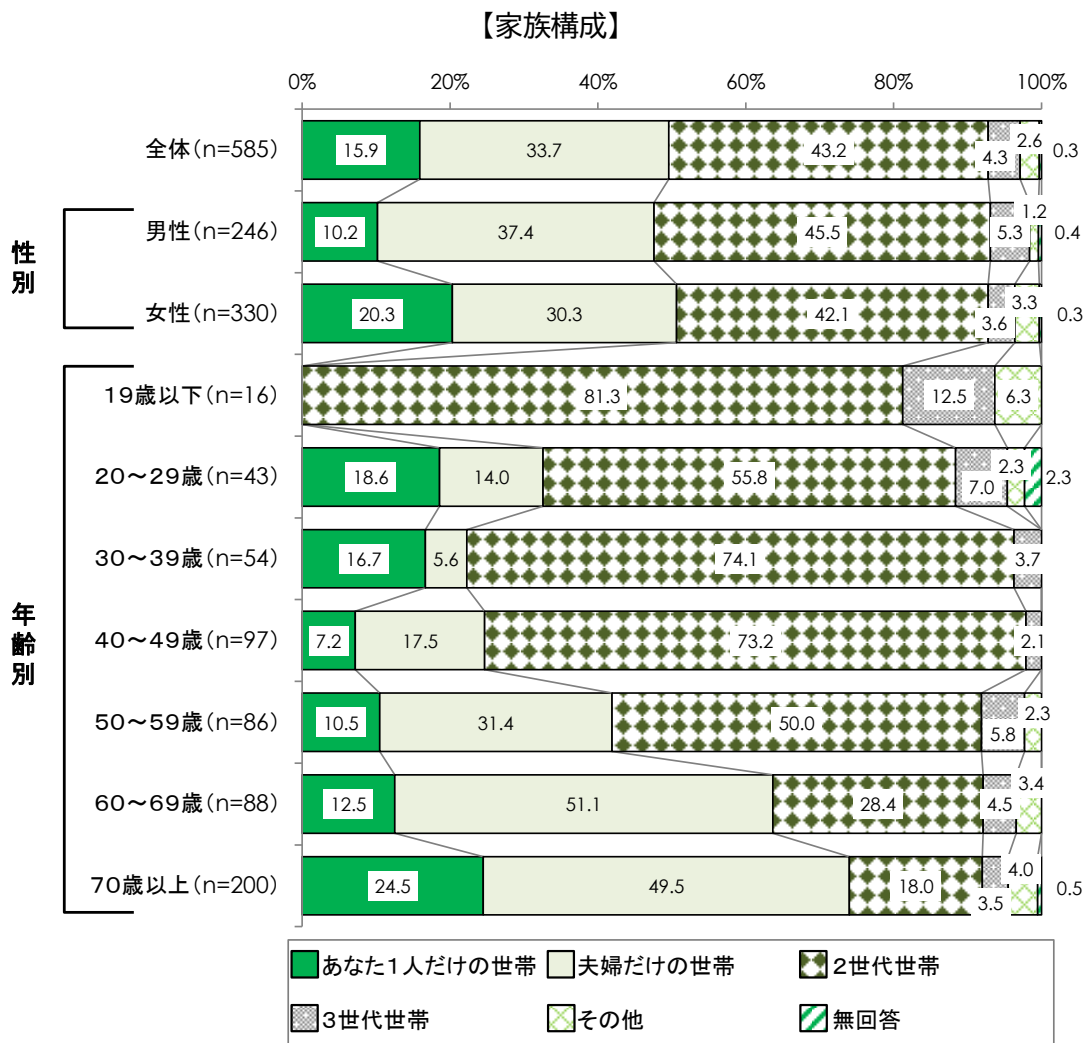 【家族構成】
0% 20% 40% 60% 80% 100%
全体(n=585) 15.9 33.7 43.2 4.3 2.6 0.3
性別
男性(n=246) 10.2 37.4 45.5 5.3 1.2 0.4
女性(n=330) 20.3 30.3 42.1 3.6 3.3 0.3
年齢別
19歳以下(n=16) 81.3 12.5 6.3
20～29歳(n=43) 18.6 14.0 55.8 7.0 2.3 2.3
30～39歳(n=54) 16.7 5.6 74.1 3.7
40～49歳(n=97) 7.2 17.5 73.2 2.1
50～59歳(n=86) 10.5 31.4 50.0 5.8 2.3
60～69歳(n=88) 12.5 51.1 28.4 4.5 3.4
70歳以上(n=200) 24.5 49.5 18.0 3.5 4.0 0.5
あなた1人だけの世帯 夫婦だけの世帯 2世代世帯
3世代世帯 その他 無回答